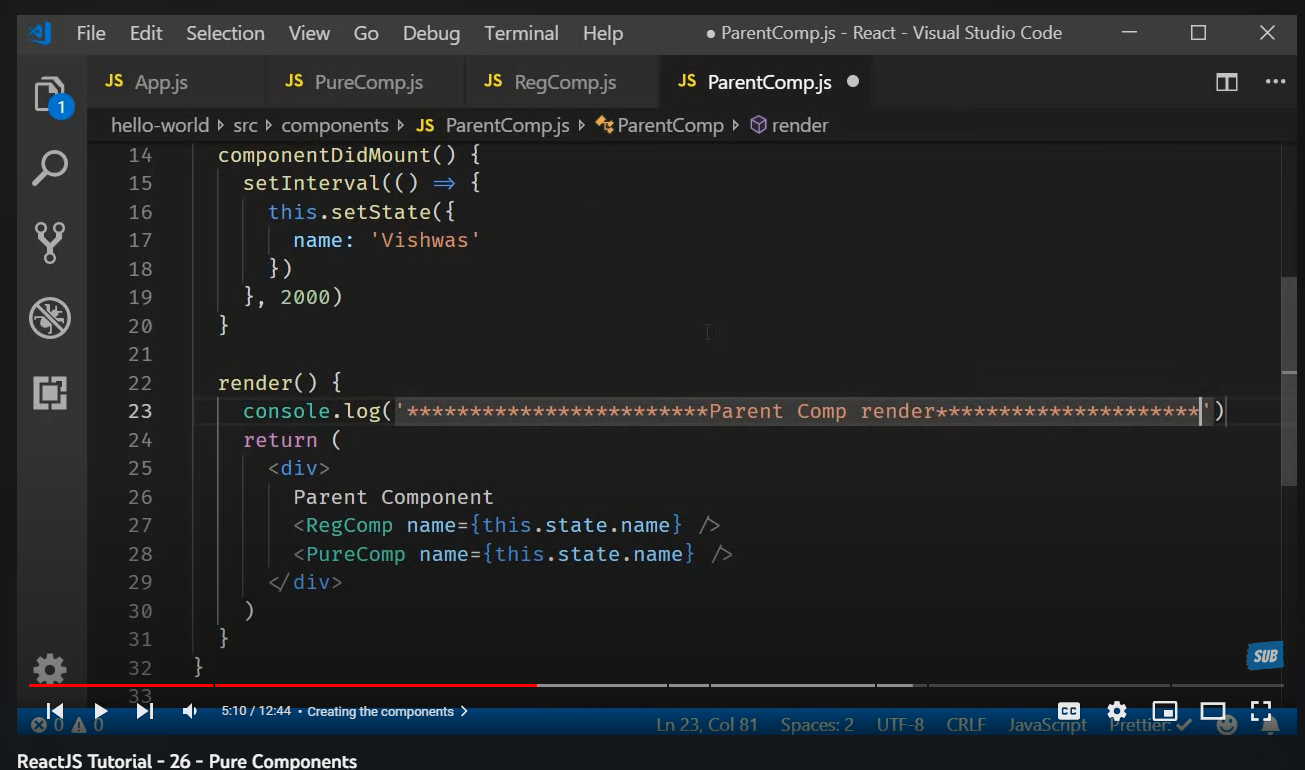 File Edit Selection View Go Debug Terminal Help ● ParentComp.js - React - Visual Studio Code
JS App.js JS PureComp.js JS RegComp.js JS ParentComp.js ●
1
hello-world src components JS ParentComp.js ParentComp render
14 componentDidMount() {
15 setInterval(() => {
16 this.setState({
17 name: 'Vishwas'
18 })
19 }, 2000)
20 }
21
22 render() {
23 console.log('************************Parent Comp render*********************')
24 return (
25 <div>
26 Parent Component
27 <RegComp name={this.state.name} />
28 <PureComp name={this.state.name} />
29 </div>
30 )
31 }
32 }
33
SUB
5:10 / 12:44 • Creating the components
CC
0 0 Ln 23, Col 81 Spaces: 2 UTF-8 CRLF JavaScript Prettier: ✓
ReactJS Tutorial - 26 - Pure Components